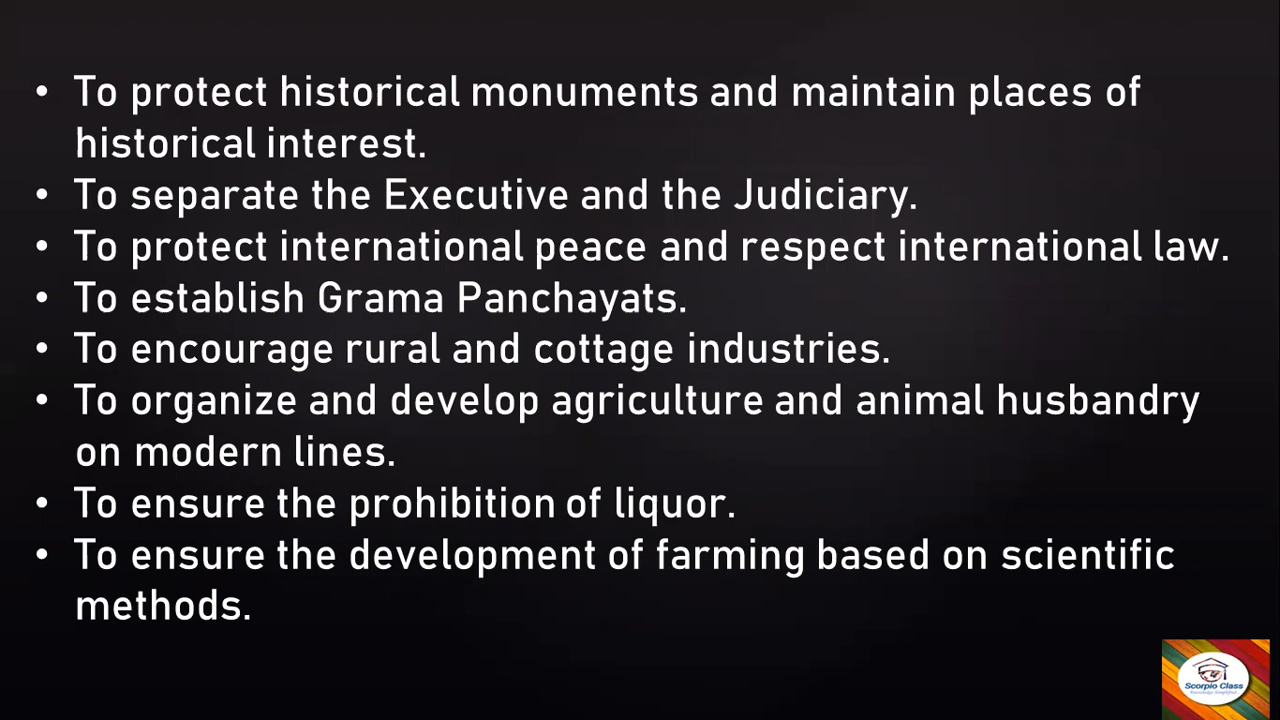 • To protect historical monuments and maintain places of
historical interest.
• To separate the Executive and the Judiciary.
• To protect international peace and respect international law.
• To establish Grama Panchayats.
• To encourage rural and cottage industries.
• To organize and develop agriculture and animal husbandry
on modern lines.
• To ensure the prohibition of liquor.
• To ensure the development of farming based on scientific
methods.
Scorpio Class
Knowledge Simplified...